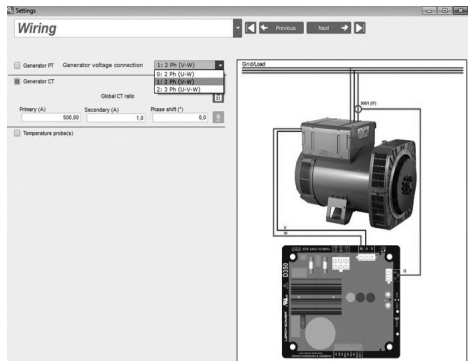 Settings
Wiring
Previous
Next
Generator PT
Generator voltage connection
1: 2 Ph (V-W)
0: 2 Ph (U-W)
1: 2 Ph (V-W)
2: 3 Ph (U-V-W)
Generator CT
Global CT ratio
Primary (A)
Secondary (A)
Phase shift (°)
500,00
1,0
0,0
Temperature probe(s)
Grid/Load
V
W
U
D350